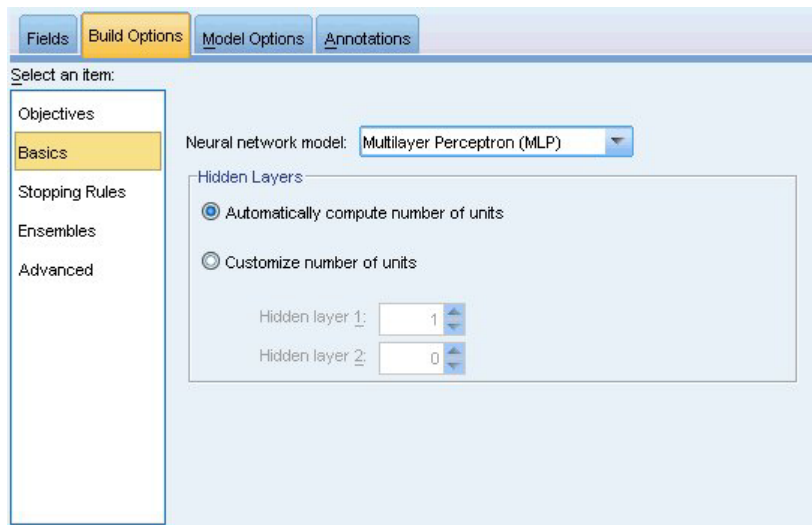 Fields Build Options Model Options Annotations
Select an item:
Objectives
Basics
Stopping Rules
Ensembles
Advanced
Neural network model: Multilayer Perceptron (MLP)
Hidden Layers
Automatically compute number of units
Customize number of units
Hidden layer 1: 1
Hidden layer 2: 0